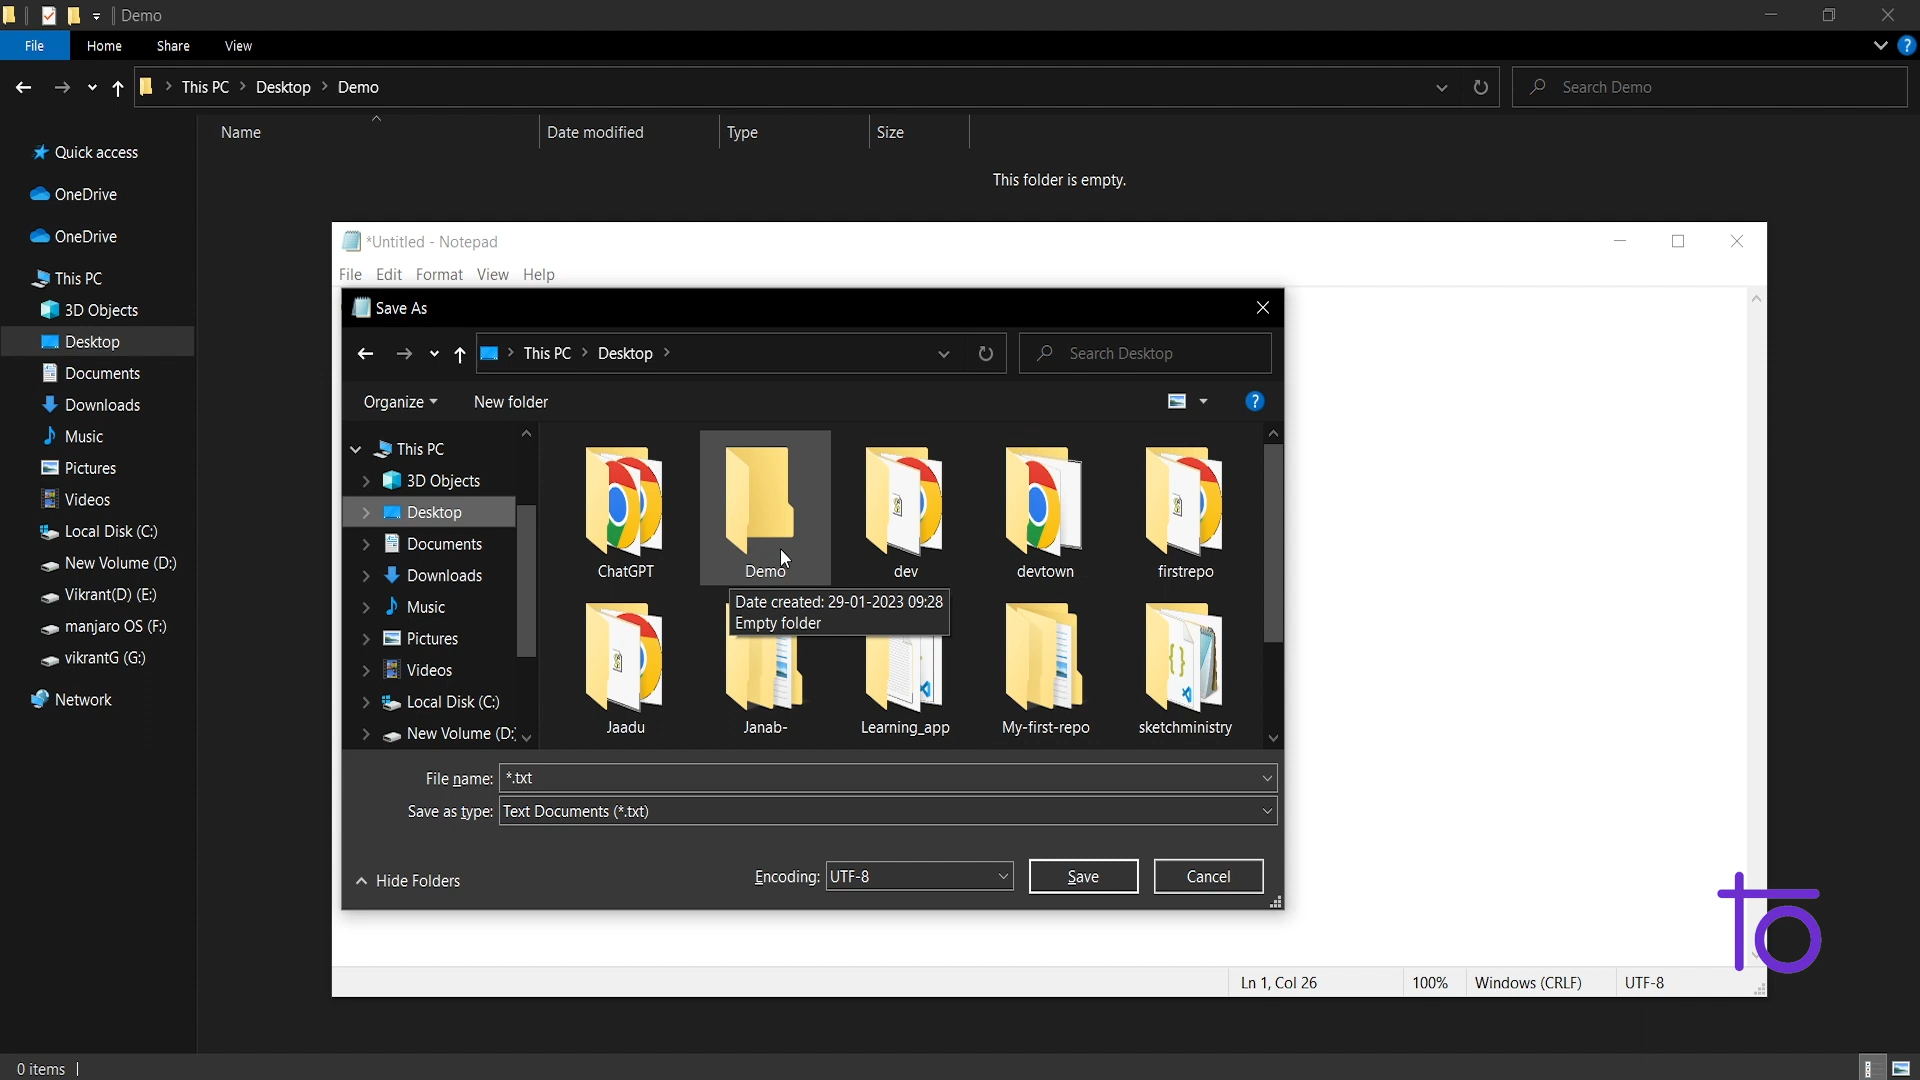 Demo
File Home Share View
This PC > Desktop > Demo
Search Demo
Name Date modified Type Size
This folder is empty.
Quick access
OneDrive
OneDrive
This PC
3D Objects
Desktop
Documents
Downloads
Music
Pictures
Videos
Local Disk (C:)
New Volume (D:)
Vikrant(D) (E:)
manjaro OS (F:)
vikrantG (G:)
Network
*Untitled - Notepad
File Edit Format View Help
Save As
This PC > Desktop >
Search Desktop
Organize New folder
This PC
3D Objects
Desktop
Documents
Downloads
Music
Pictures
Videos
Local Disk (C:)
New Volume (D:
ChatGPT Demo dev devtown firstrepo
Date created: 29-01-2023 09:28
Empty folder
Jaadu Janab- Learning_app My-first-repo sketchministry
File name: *.txt
Save as type: Text Documents (*.txt)
Hide Folders
Encoding: UTF-8 Save Cancel
to
Ln 1, Col 26 100% Windows (CRLF) UTF-8
0 items